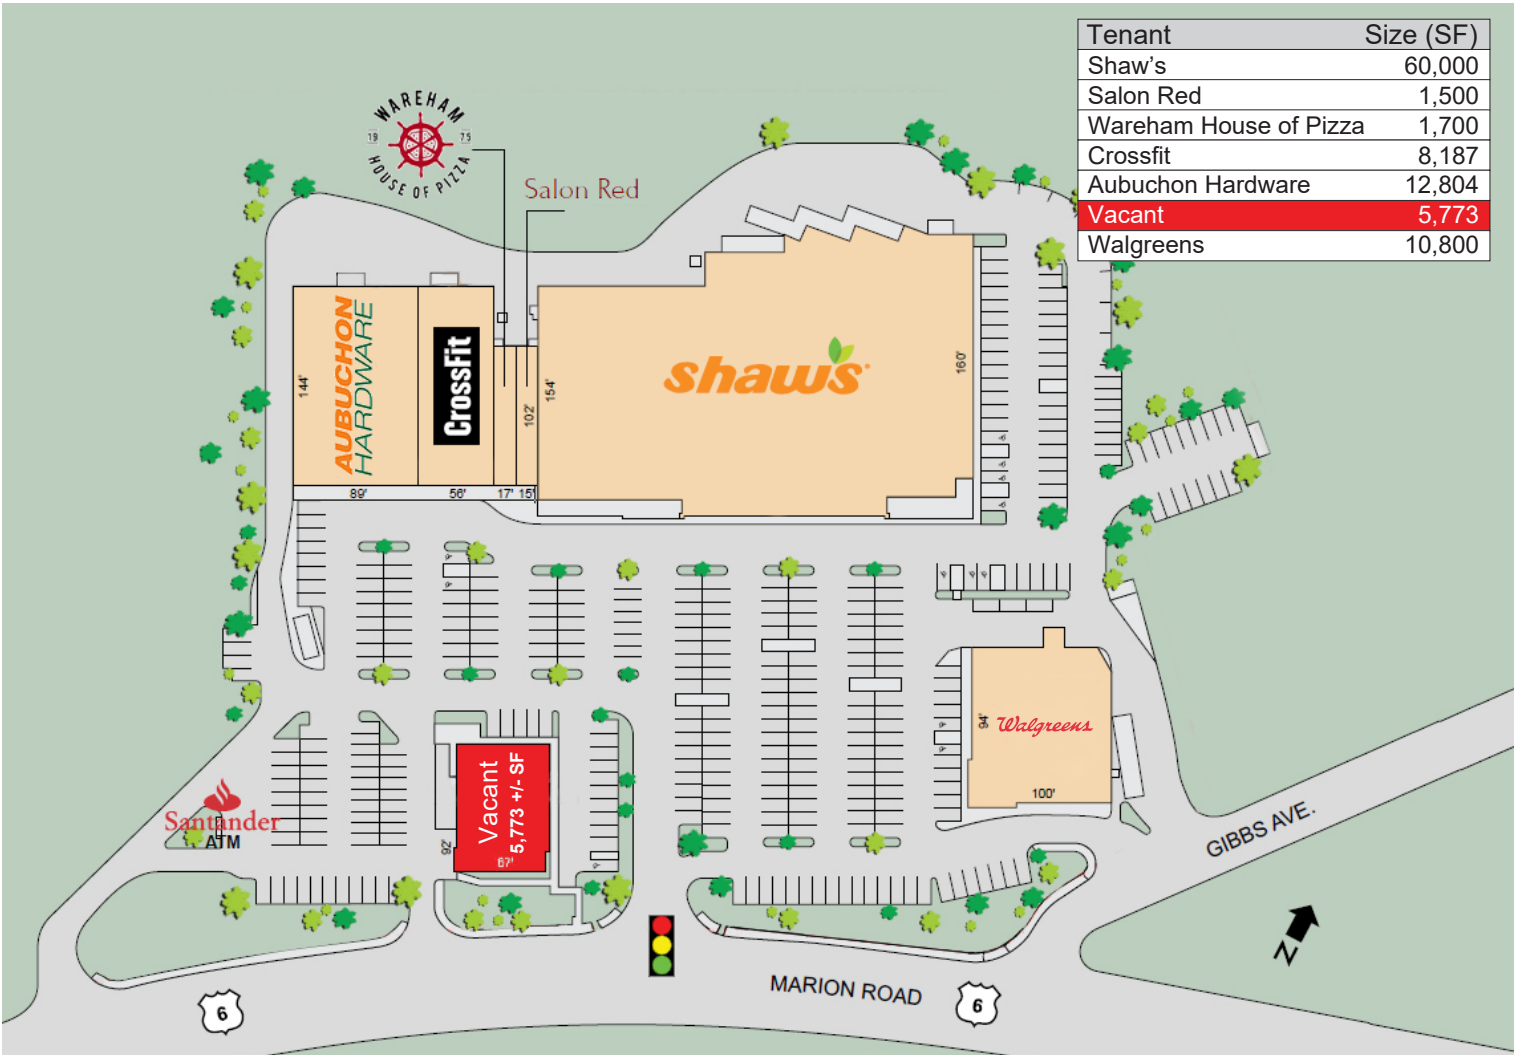 Tenant Size (SF)
Shaw's 60,000
Salon Red 1,500
Wareham House of Pizza 1,700
Crossfit 8,187
Aubuchon Hardware 12,804
Vacant 5,773
Walgreens 10,800
WAREHAM
19 75
HOUSE OF PIZZA
Salon Red
AUBUCHON
HARDWARE
CrossFit
shaw's
144'
102'
154'
160'
89'
56'
17'
15'
Walgreens
94'
100'
Vacant
5,773 +/- SF
92'
67'
Santander
ATM
GIBBS AVE.
MARION ROAD
6
6
N